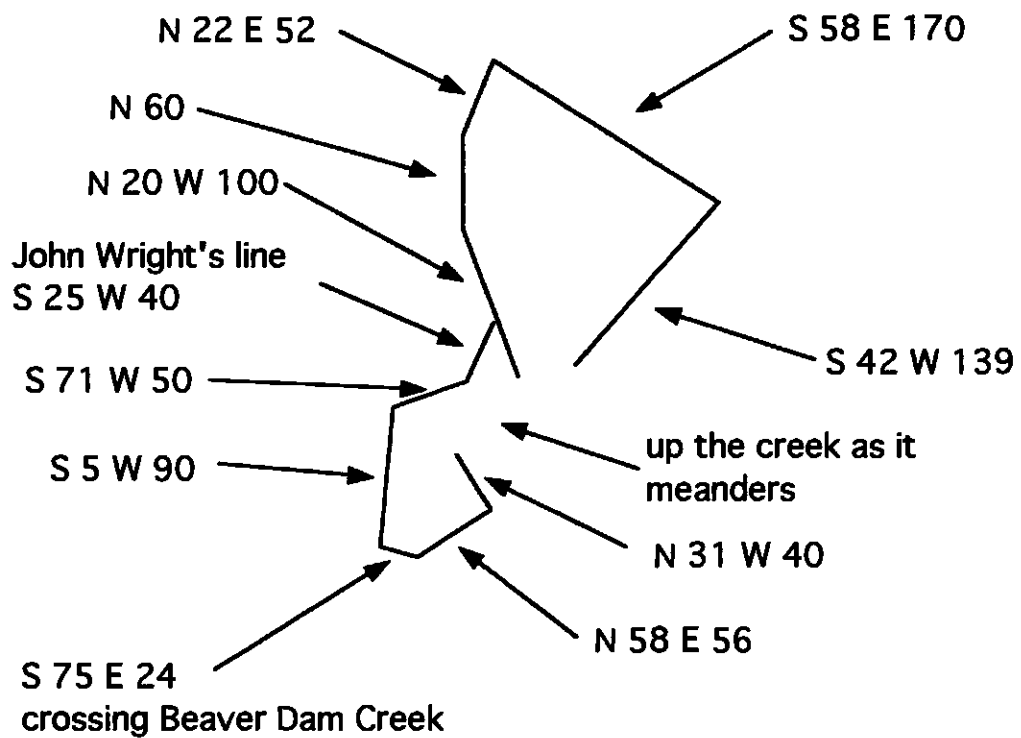 N 22 E 52
S 58 E 170
N 60
N 20 W 100
John Wright's line
S 25 W 40
S 71 W 50
S 42 W 139
S 5 W 90
up the creek as it
meanders
N 31 W 40
N 58 E 56
S 75 E 24
crossing Beaver Dam Creek